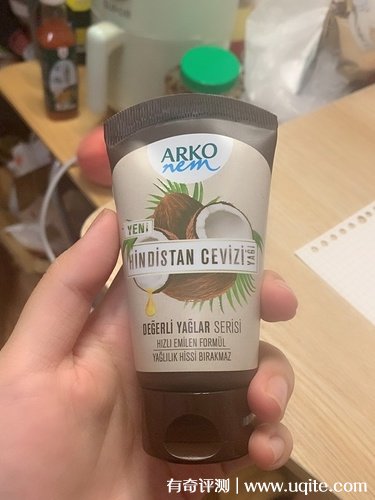 ARKO
nem
YENİ
HİNDİSTAN CEVİZİ
YAĞI
DEĞERLİ YAĞLAR SERİSİ
HIZLI EMİLEN FORMÜL
YAĞLILIK HİSSİ BIRAKMAZ
有奇评测 | www.uqite.com